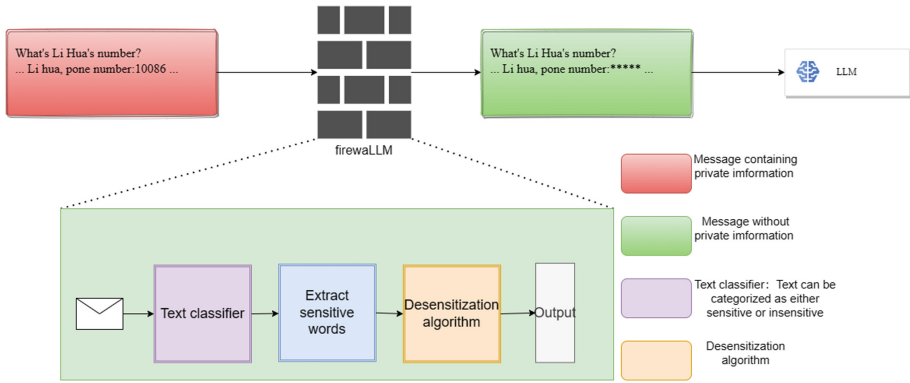 What's Li Hua's number?
... Li hua, pone number:10086 ...
What's Li Hua's number?
... Li hua, pone number:***** ...
LLM
firewaLLM
Message containing
private imformation
Message without
private imformation
Text classifier
Extract
sensitive
words
Desensitization
algorithm
Output
Text classifier：Text can be
categorized as either
sensitive or insensitive
Desensitization
algorithm